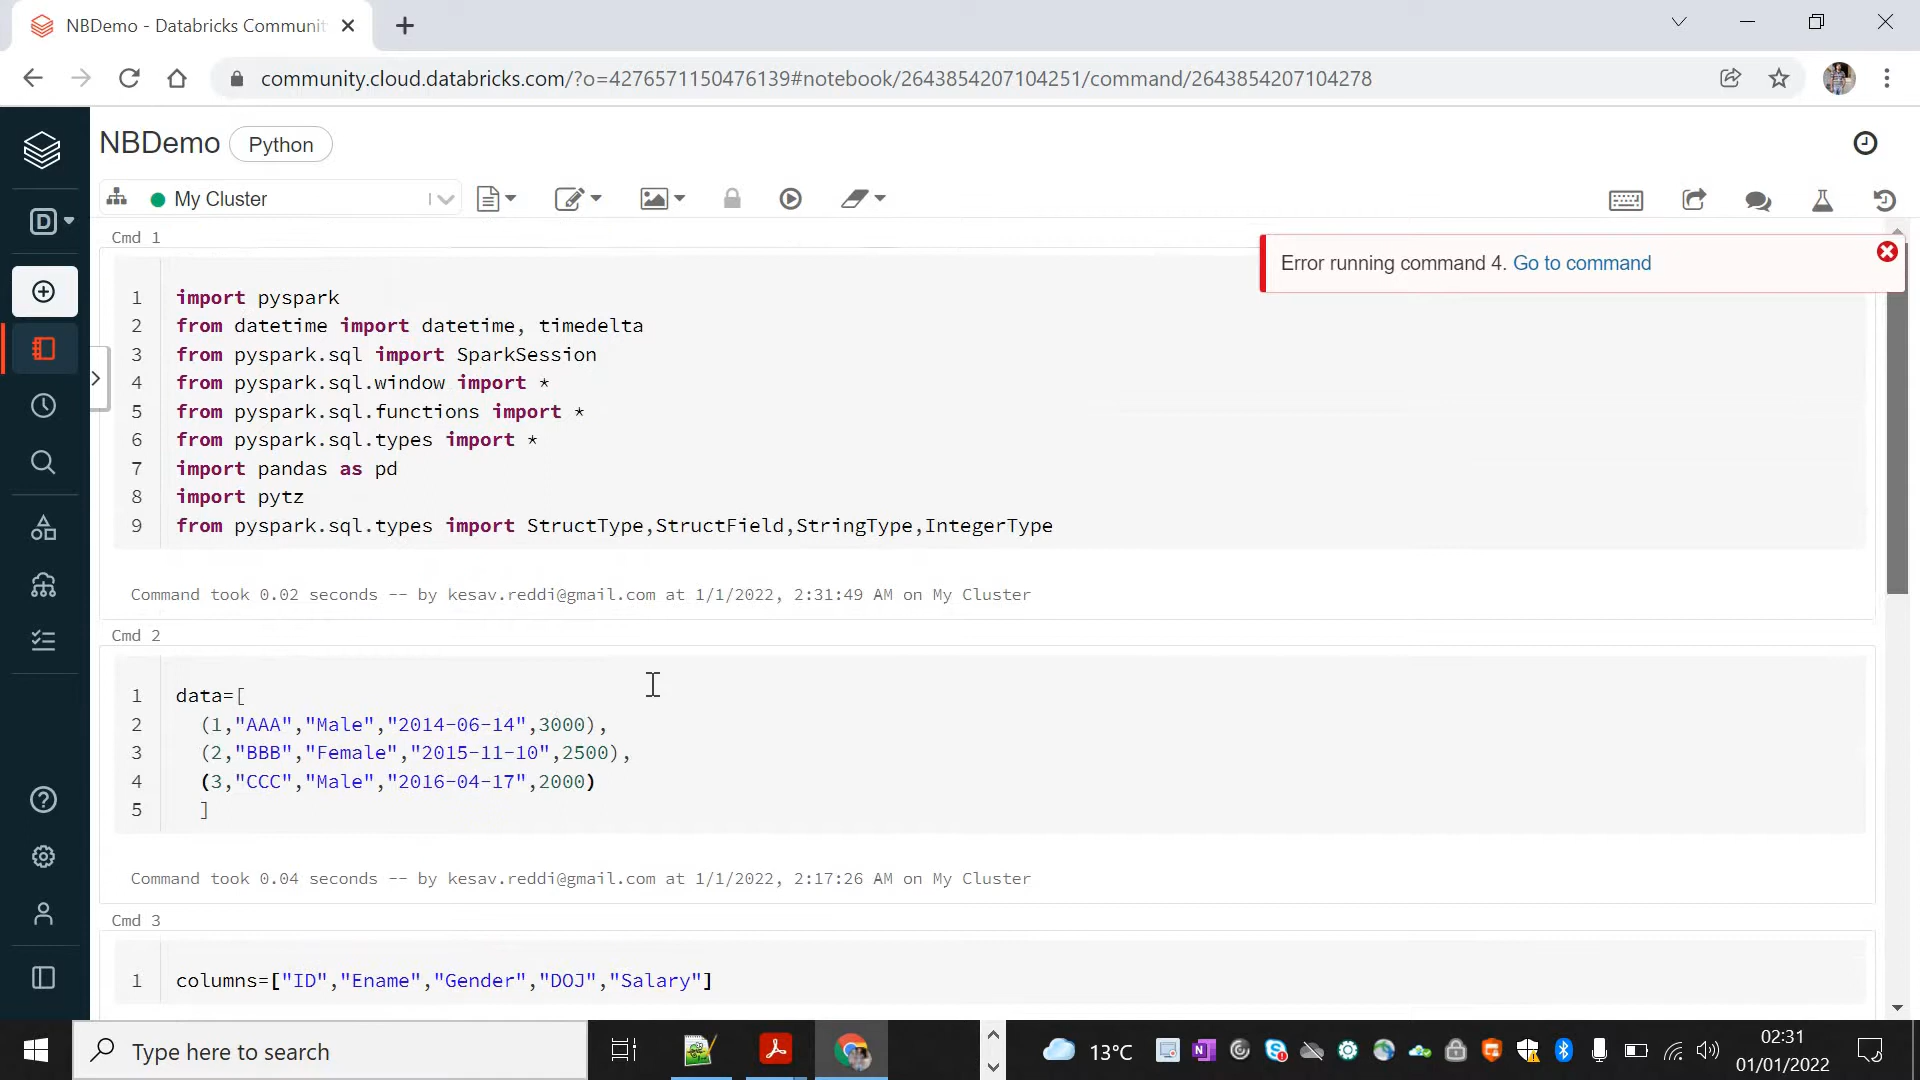 NBDemo - Databricks Communit
community.cloud.databricks.com/?o=4276571150476139#notebook/2643854207104251/command/2643854207104278
NBDemo Python
D
My Cluster
Cmd 1
Error running command 4. Go to command
1 import pyspark
2 from datetime import datetime, timedelta
3 from pyspark.sql import SparkSession
4 from pyspark.sql.window import *
5 from pyspark.sql.functions import *
6 from pyspark.sql.types import *
7 import pandas as pd
8 import pytz
9 from pyspark.sql.types import StructType,StructField,StringType,IntegerType
Command took 0.02 seconds -- by kesav.reddi@gmail.com at 1/1/2022, 2:31:49 AM on My Cluster
Cmd 2
1 data=[
2 (1,"AAA","Male","2014-06-14",3000),
3 (2,"BBB","Female","2015-11-10",2500),
4 (3,"CCC","Male","2016-04-17",2000)
5 ]
Command took 0.04 seconds -- by kesav.reddi@gmail.com at 1/1/2022, 2:17:26 AM on My Cluster
Cmd 3
1 columns=["ID","Ename","Gender","DOJ","Salary"]
Type here to search
13°C
02:31
01/01/2022